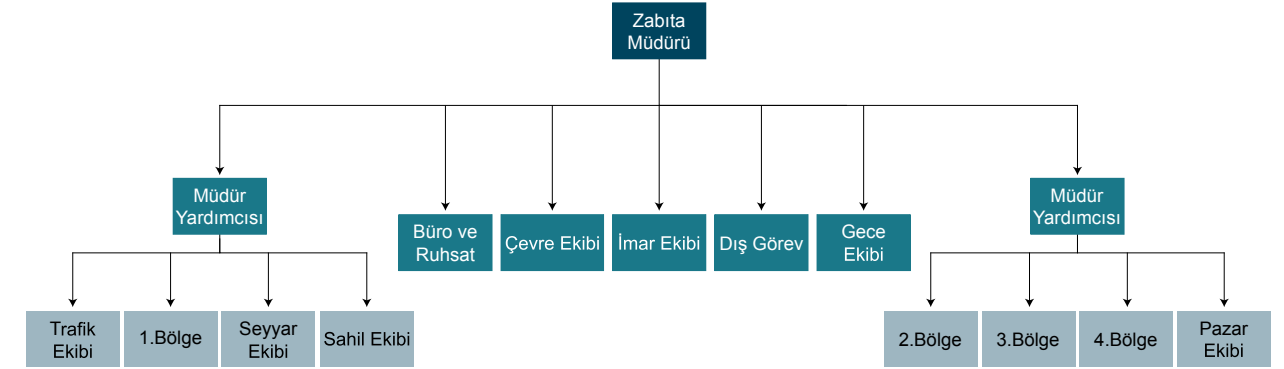 Zabıta
Müdürü
Müdür
Yardımcısı
Büro ve
Ruhsat
Çevre Ekibi
İmar Ekibi
Dış Görev
Gece
Ekibi
Müdür
Yardımcısı
Trafik
Ekibi
1.Bölge
Seyyar
Ekibi
Sahil Ekibi
2.Bölge
3.Bölge
4.Bölge
Pazar
Ekibi